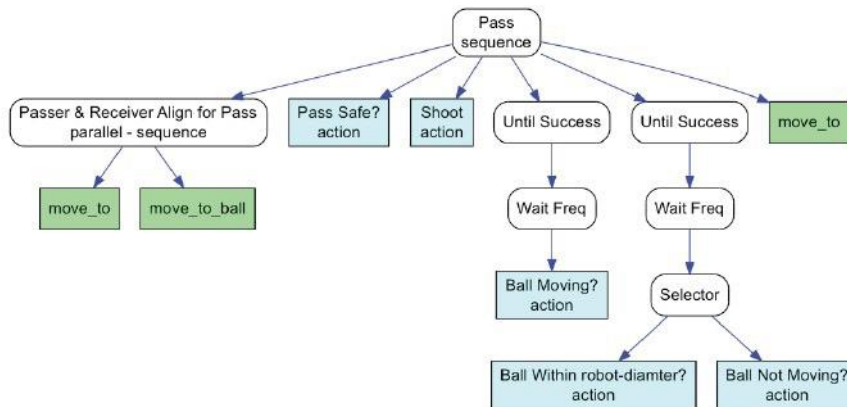 Pass
sequence
Passer & Receiver Align for Pass
parallel - sequence
Pass Safe?
action
Shoot
action
Until Success
Until Success
move_to
move_to
move_to_ball
Wait Freq
Wait Freq
Ball Moving?
action
Selector
Ball Within robot-diamter?
action
Ball Not Moving?
action